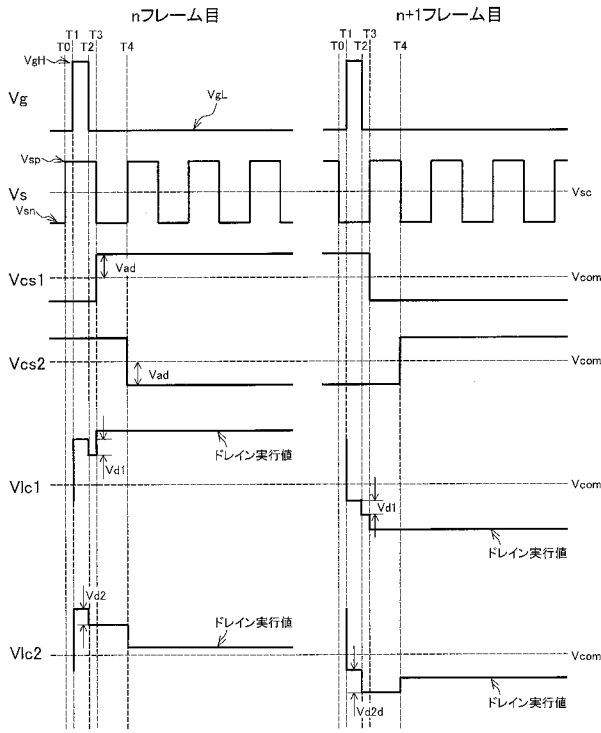 nフレーム目
n+1フレーム目
T1 T3
T0 T2 T4
T1 T3
T0 T2 T4
VgH
Vg
VgL
Vsp
Vs
Vsn
Vsc
Vcs1
Vad
Vcom
Vcs2
Vad
Vcom
Vlc1
Vd1
ドレイン実行値
Vcom
Vd1
ドレイン実行値
Vlc2
Vd2
ドレイン実行値
Vcom
Vd2d
ドレイン実行値